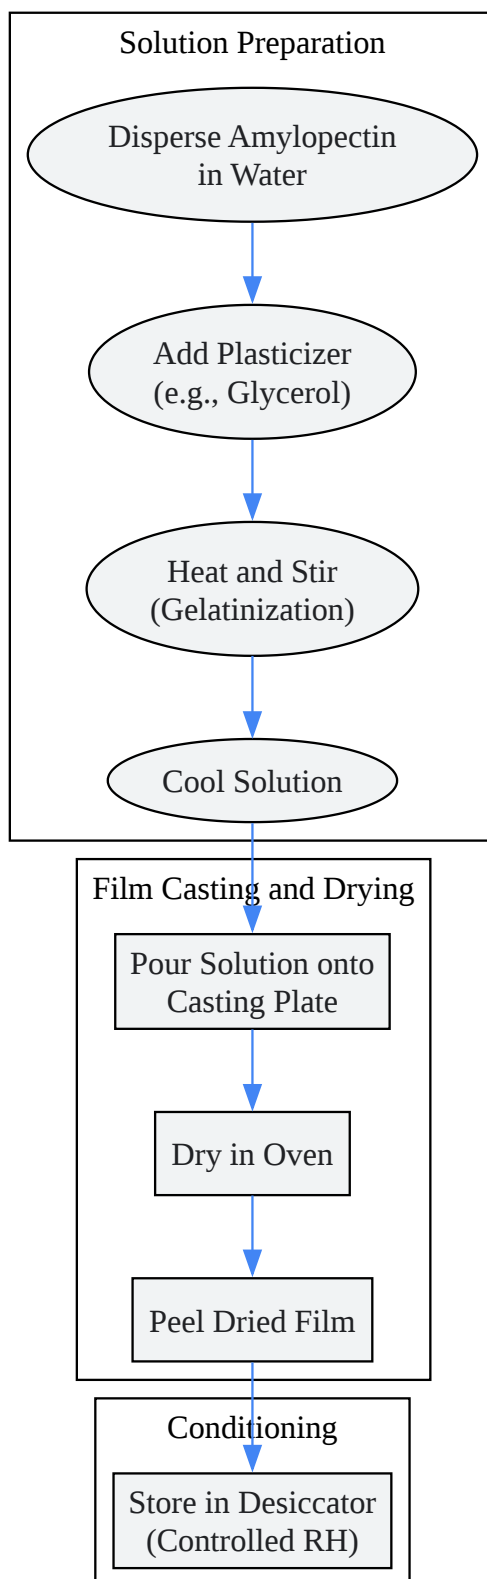 Solution Preparation
Disperse Amylopectin
in Water
Add Plasticizer
(e.g., Glycerol)
Heat and Stir
(Gelatinization)
Cool Solution
Film Casting and Drying
Pour Solution onto
Casting Plate
Dry in Oven
Peel Dried Film
Conditioning
Store in Desiccator
(Controlled RH)